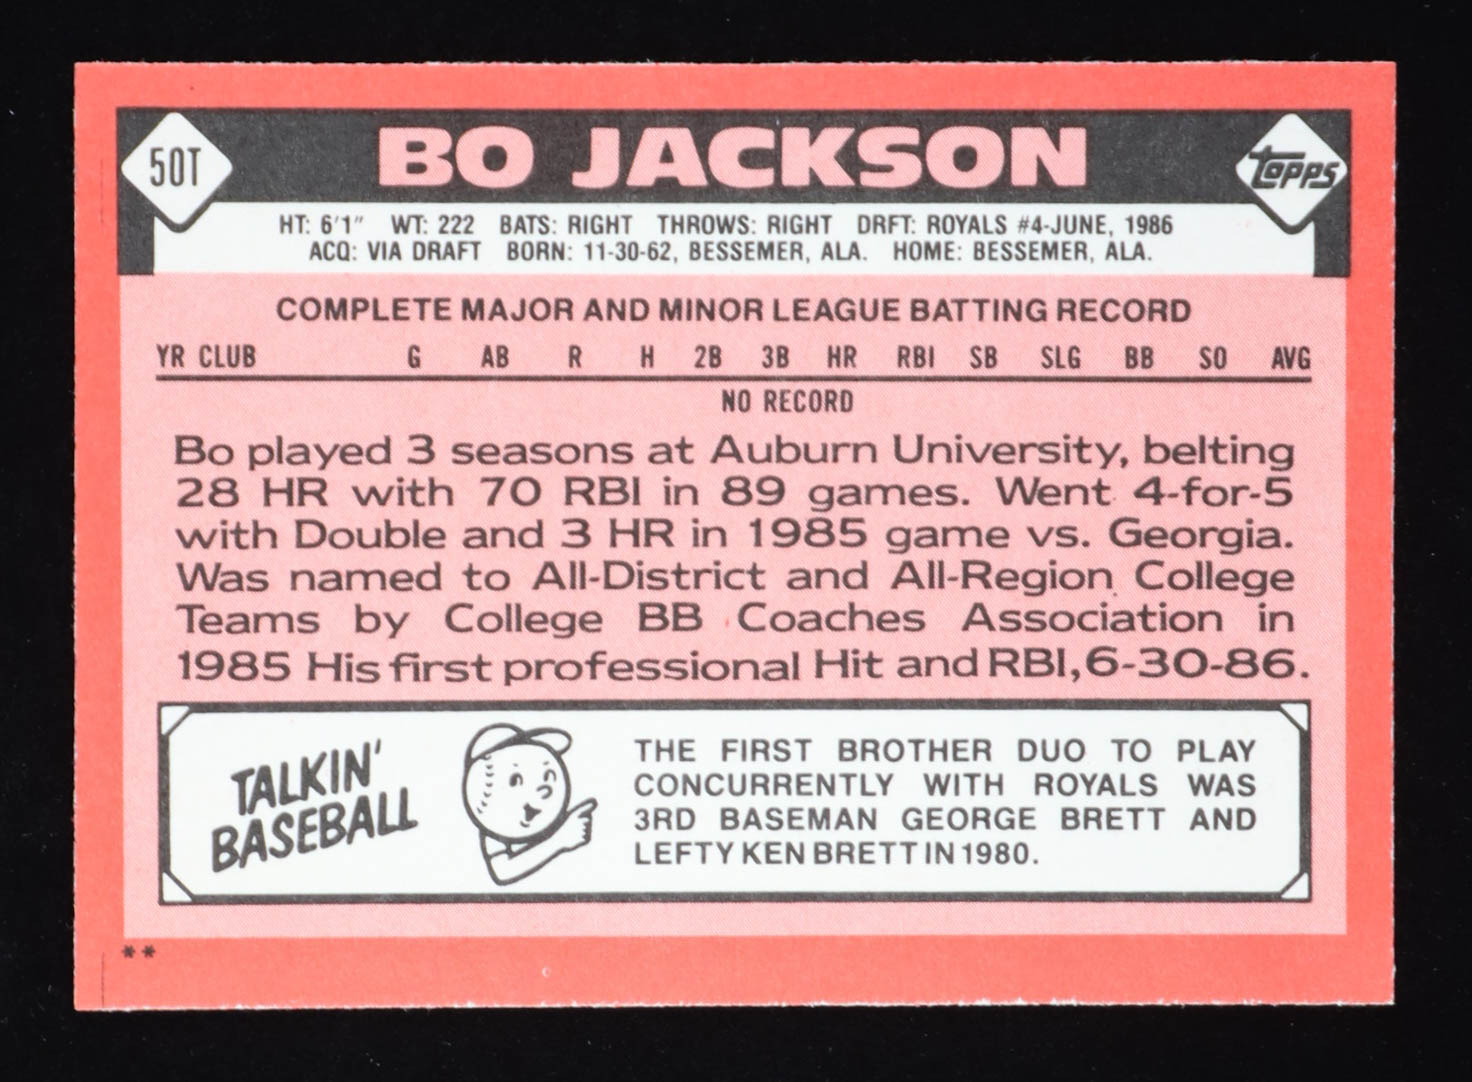 50T
BO JACKSON
Topps
HT: 6'1" WT: 222 BATS: RIGHT THROWS: RIGHT DRFT: ROYALS #4-JUNE, 1986
ACQ: VIA DRAFT BORN: 11-30-62, BESSEMER, ALA. HOME: BESSEMER, ALA.
COMPLETE MAJOR AND MINOR LEAGUE BATTING RECORD
YR CLUB G AB R H 2B 3B HR RBI SB SLG BB SO AVG
NO RECORD
Bo played 3 seasons at Auburn University, belting
28 HR with 70 RBI in 89 games. Went 4-for-5
with Double and 3 HR in 1985 game vs. Georgia.
Was named to All-District and All-Region College
Teams by College BB Coaches Association in
1985 His first professional Hit and RBI, 6-30-86.
TALKIN'
BASEBALL
THE FIRST BROTHER DUO TO PLAY
CONCURRENTLY WITH ROYALS WAS
3RD BASEMAN GEORGE BRETT AND
LEFTY KEN BRETT IN 1980.
**